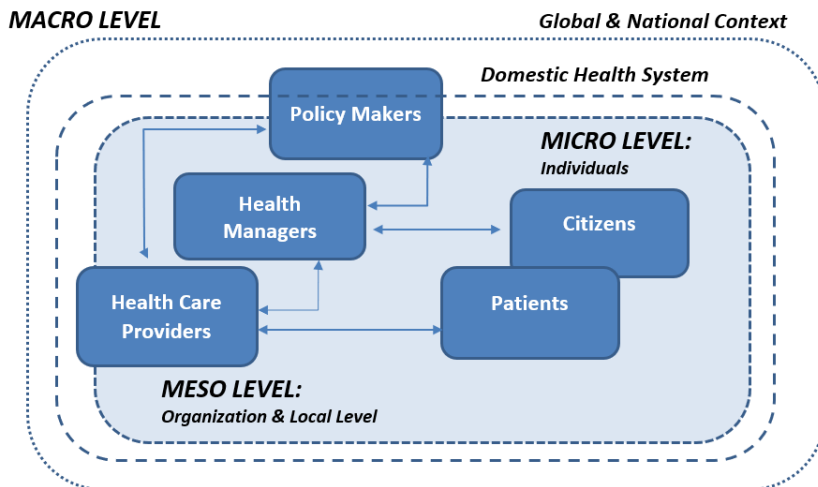 MACRO LEVEL
Global & National Context
Domestic Health System
Policy Makers
MICRO LEVEL:
Individuals
Health
Managers
Citizens
Health Care
Providers
Patients
MESO LEVEL:
Organization & Local Level